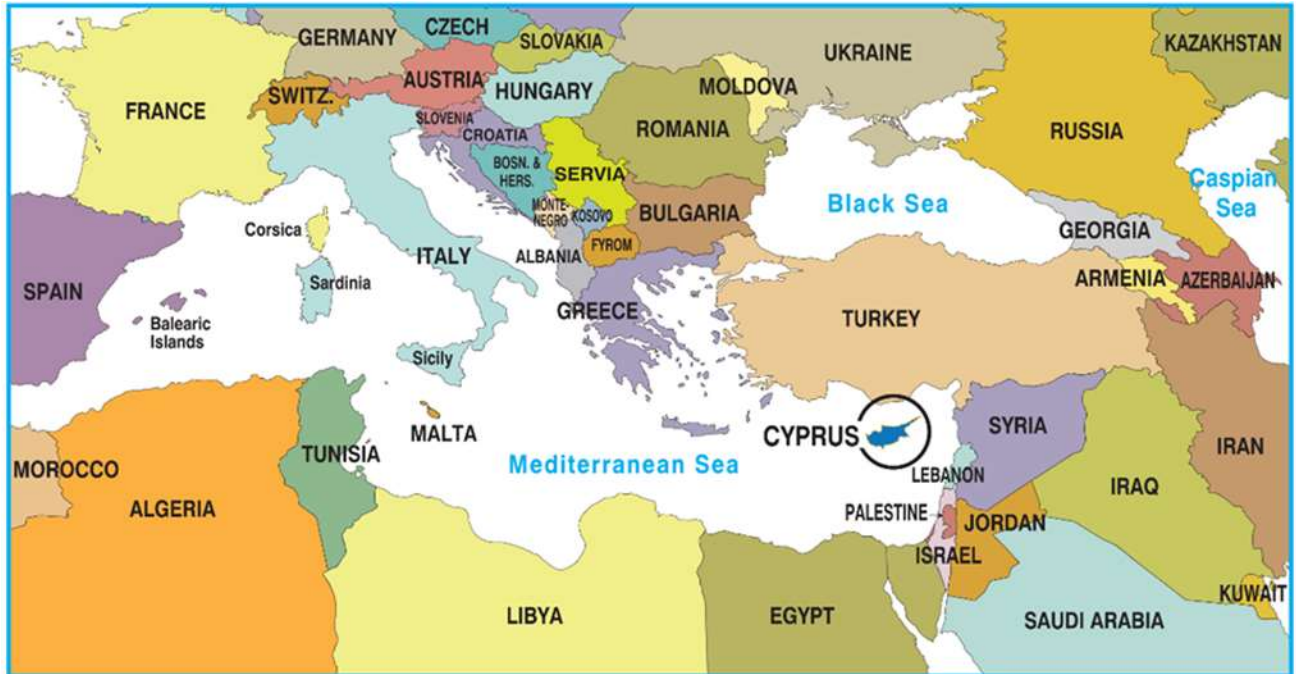 CZECH
GERMANY
SLOVAKIA
UKRAINE
KAZAKHSTAN
AUSTRIA
MOLDOVA
SWITZ.
HUNGARY
FRANCE
SLOVENIA
CROATIA
ROMANIA
RUSSIA
BOSN. &
HERS.
SERVIA
Caspian
Sea
Black Sea
MONTE-
NEGRO
KOSOVO
BULGARIA
Corsica
GEORGIA
FYROM
ITALY
ALBANIA
ARMENIA
AZERBAIJAN
Sardinia
SPAIN
GREECE
TURKEY
Balearic
Islands
Sicily
MALTA
CYPRUS
SYRIA
IRAN
TUNISIA
Mediterranean Sea
MOROCCO
LEBANON
IRAQ
ALGERIA
PALESTINE
JORDAN
ISRAEL
KUWAIT
LIBYA
EGYPT
SAUDI ARABIA